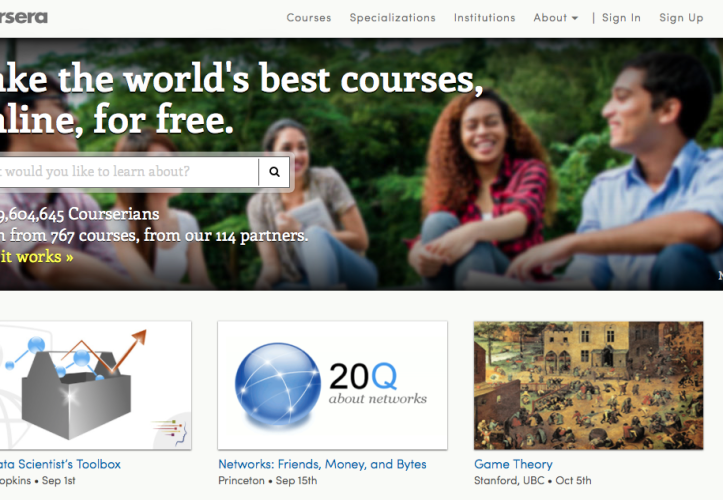 rsera
Courses Specializations Institutions About | Sign In Sign Up
ake the world's best courses,
nline, for free.
t would you like to learn about?
9,604,645 Courserians
n from 767 courses, from our 114 partners.
it works »
20Q
about networks
ata Scientist's Toolbox
opkins • Sep 1st
Networks: Friends, Money, and Bytes
Princeton • Sep 15th
Game Theory
Stanford, UBC • Oct 5th